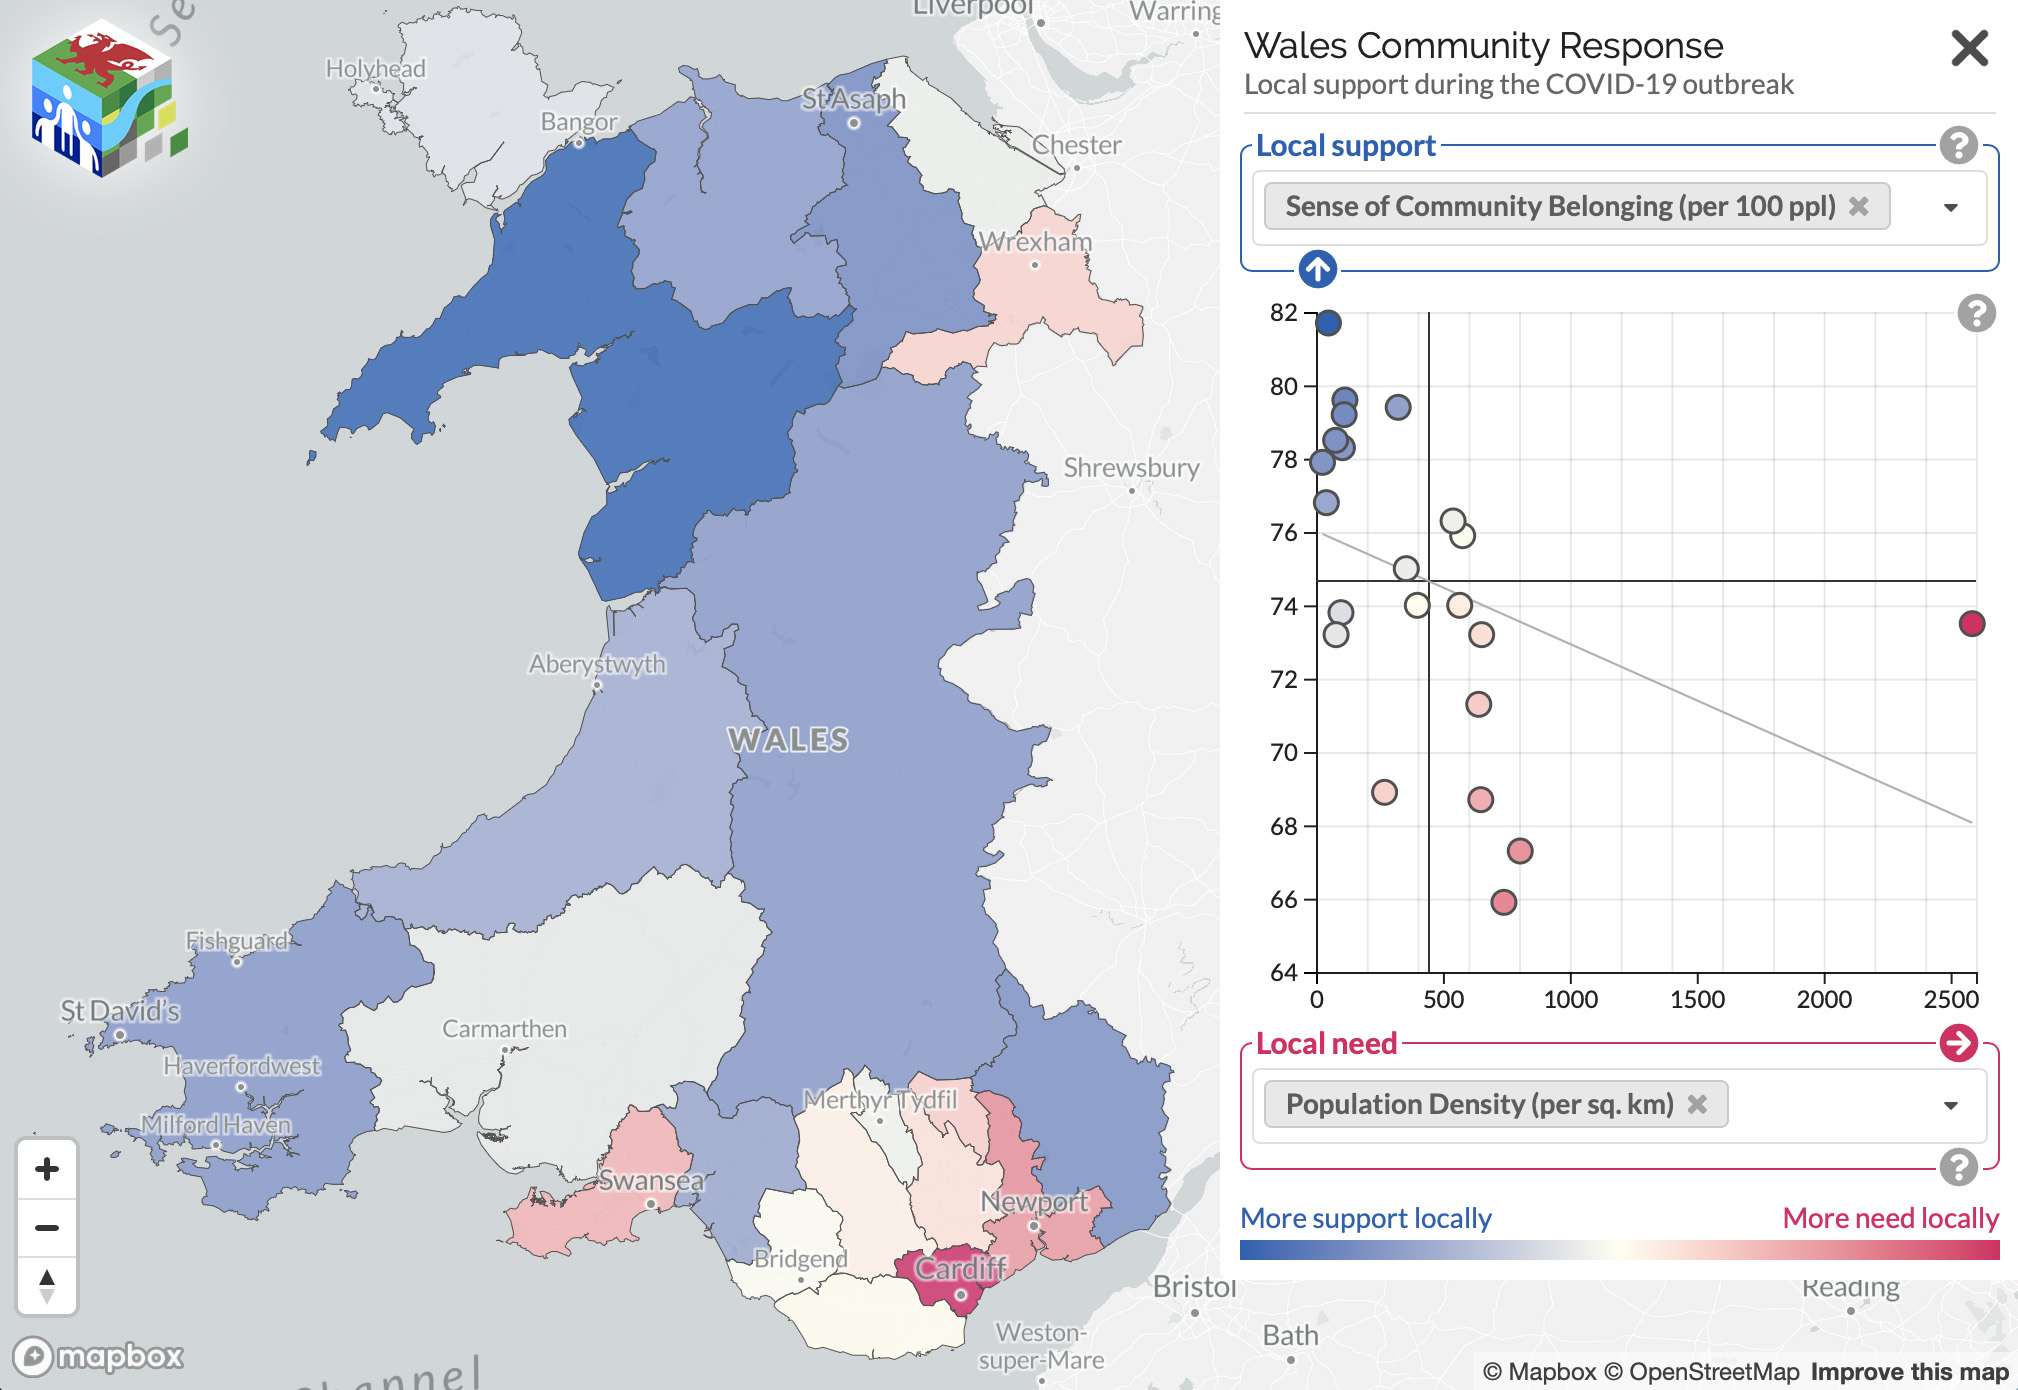 Se
Liverpool
Warring
Holyhead
Bangor
St Asaph
Chester
Wrexham
Shrewsbury
Aberystwyth
WALES
Fishguard
St David's
Haverfordwest
Milford Haven
Carmarthen
Merthyr Tydfil
Swansea
Newport
Bridgend
Cardiff
Bristol
Weston-
super-Mare
Bath
Reading
hannel
mapbox
Wales Community Response
Local support during the COVID-19 outbreak
Local support
?
Sense of Community Belonging (per 100 ppl)
?
82
80
78
76
74
72
70
68
66
64
0 500 1000 1500 2000 2500
Local need
Population Density (per sq. km)
?
More support locally More need locally
© Mapbox © OpenStreetMap Improve this map